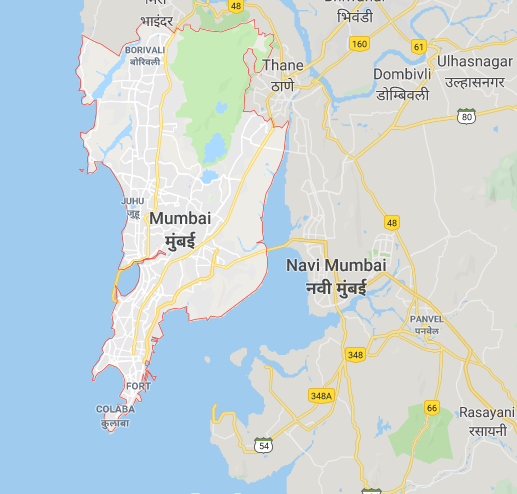 48
भाइंदर
भिवंडी
BORIVALI
बोरिवली
160
61
Thane
ठाणे
Ulhasnagar
उल्हासनगर
Dombivli
डोम्बिवली
80
JUHU
जुहू
Mumbai
मुंबई
48
Navi Mumbai
नवी मुंबई
PANVEL
पनवेल
348
FORT
348A
66
COLABA
कुलाबा
Rasayani
रसायनी
54